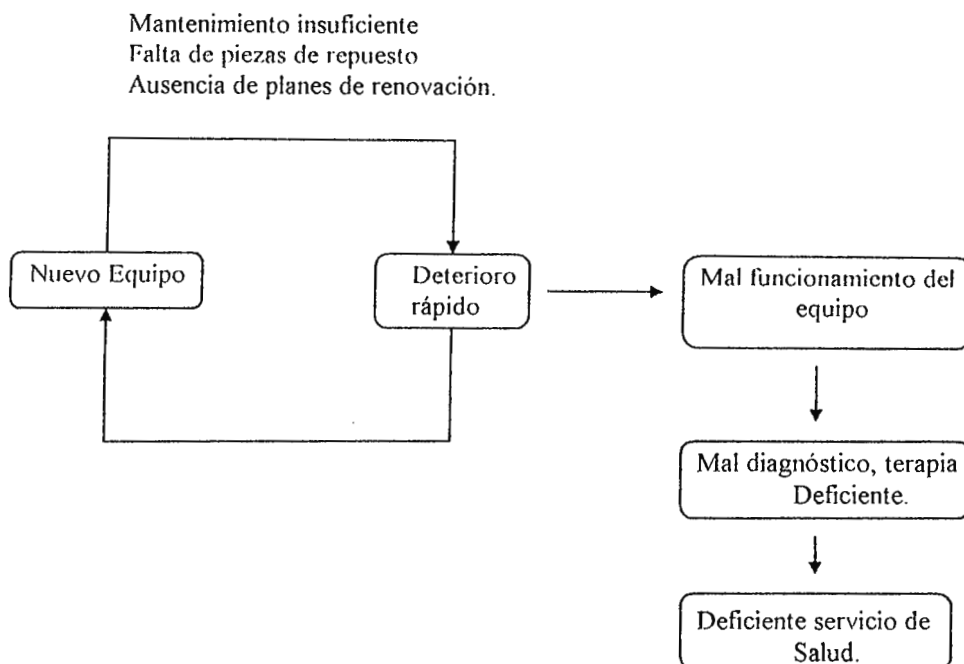 Mantenimiento insuficiente
Falta de piezas de repuesto
Ausencia de planes de renovación.
Nuevo Equipo
Deterioro
rápido
Mal funcionamiento del
equipo
Mal diagnóstico, terapia
Deficiente.
Deficiente servicio de
Salud.